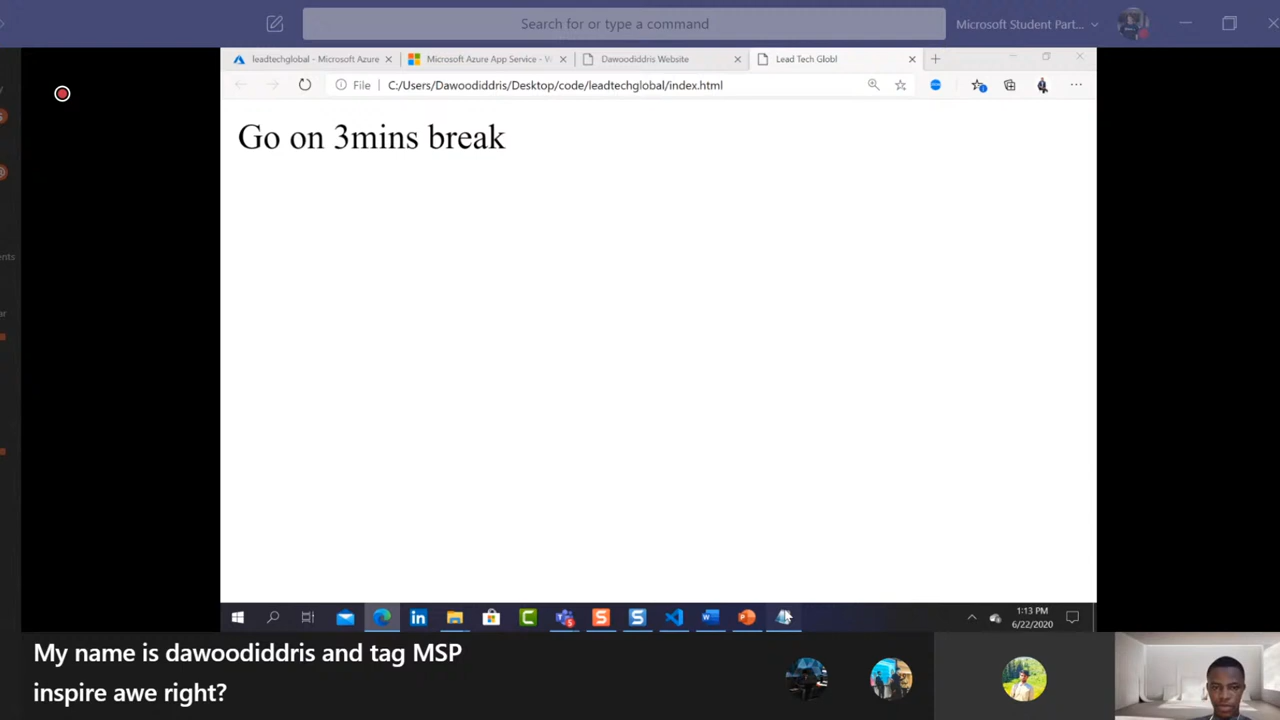 Search for or type a command
Microsoft Student Part...
leadtechglobal - Microsoft Azure
Microsoft Azure App Service - W
Dawoodiddris Website
Lead Tech Globl
File
C:/Users/Dawoodiddris/Desktop/code/leadtechglobal/index.html
Go on 3mins break
ents
ar
1:13 PM
6/22/2020
My name is dawoodiddris and tag MSP
inspire awe right?